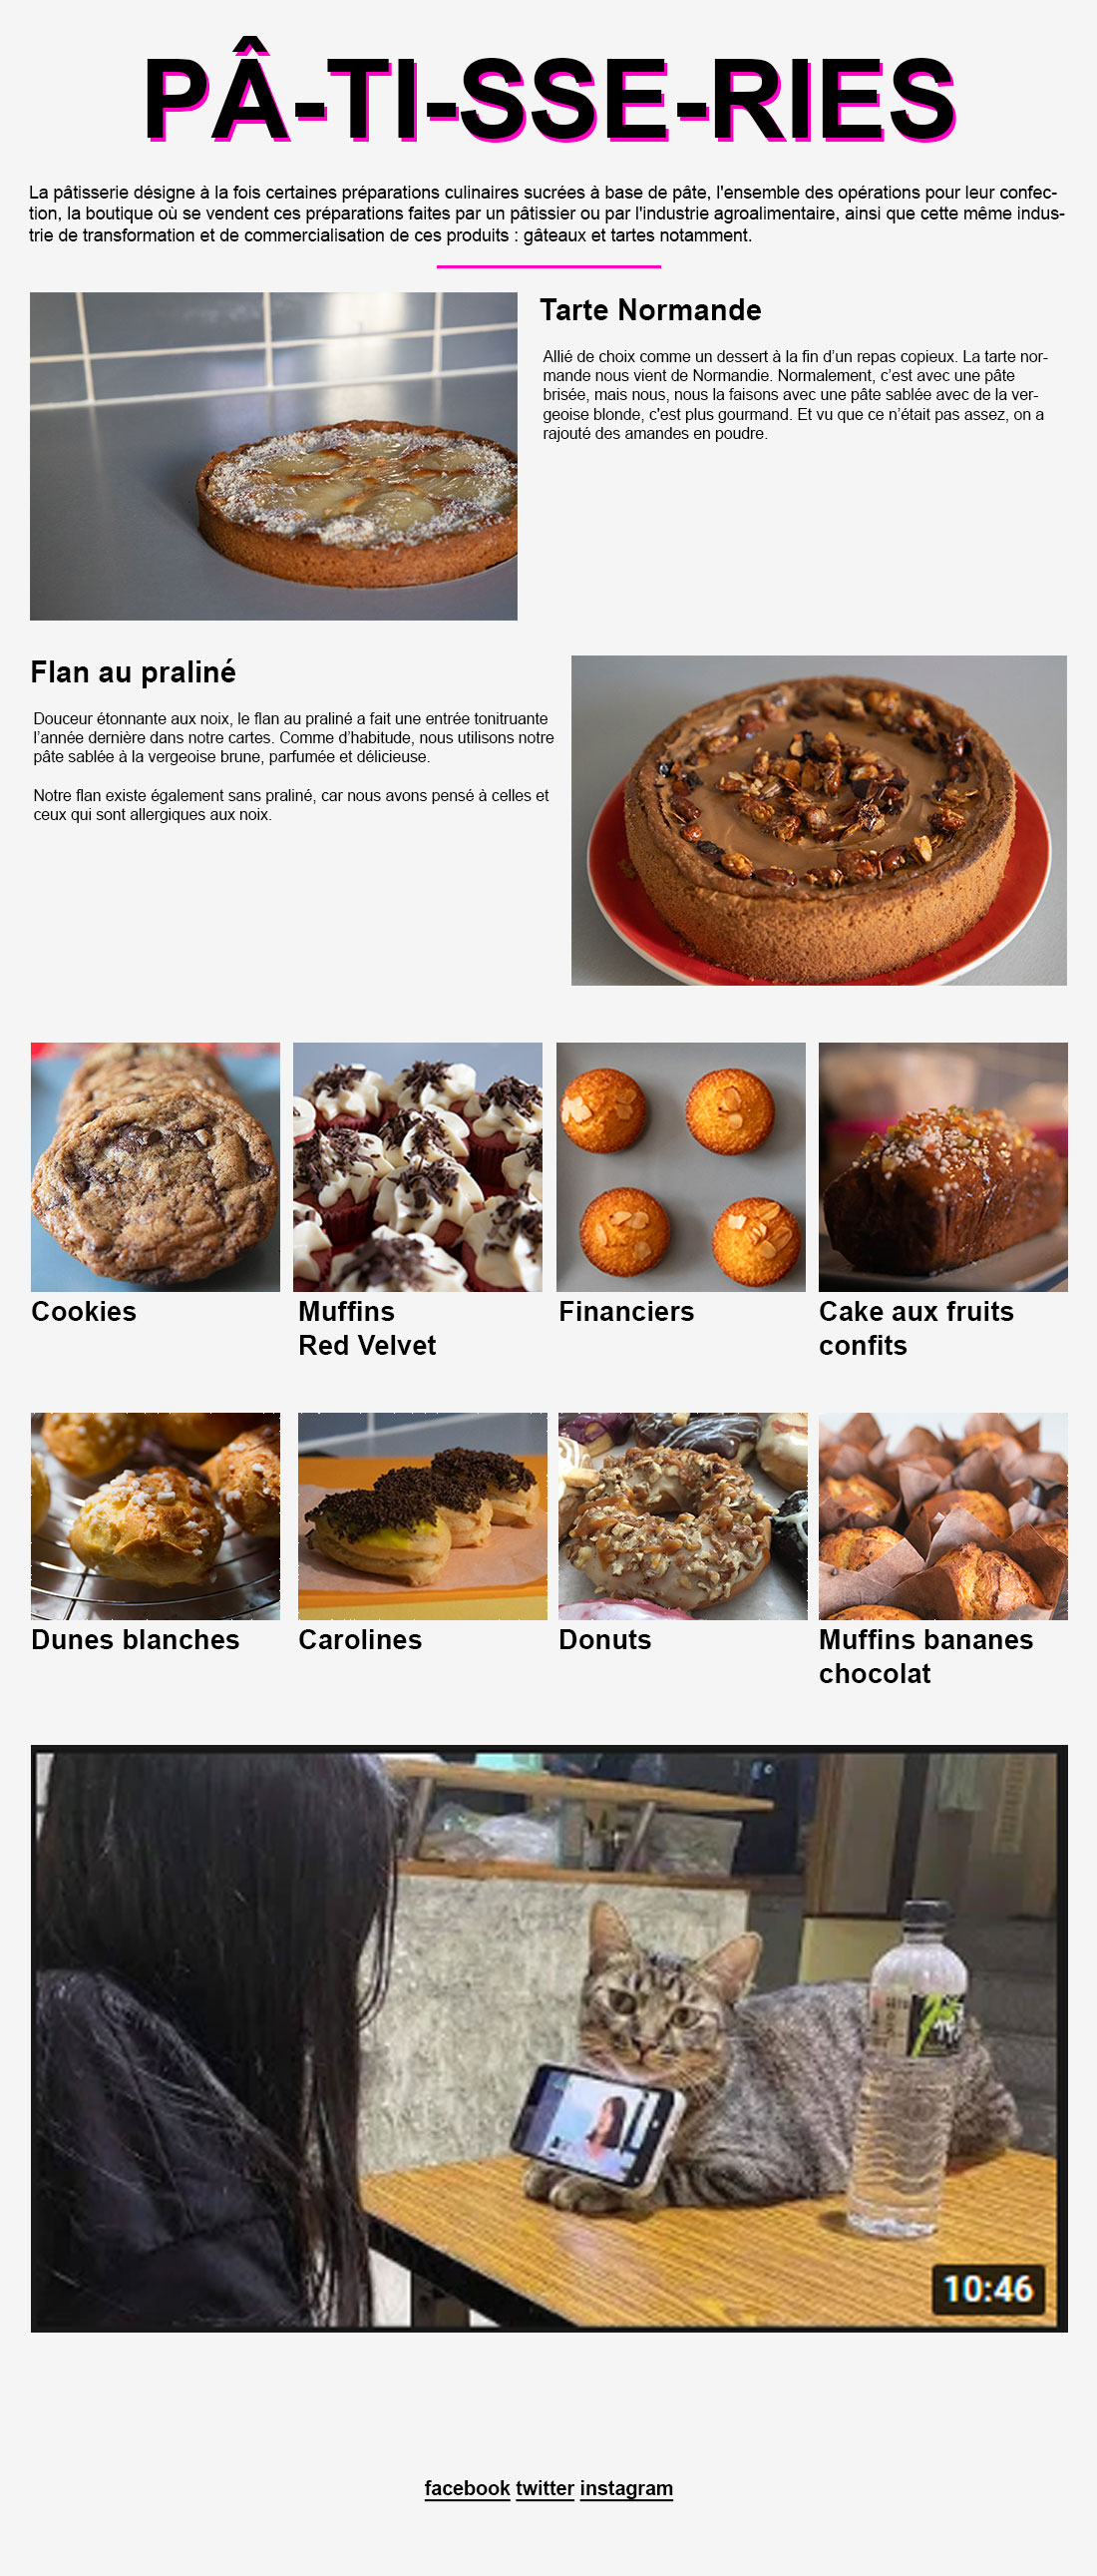 PÂ-TI-SSE-RIES
La pâtisserie désigne à la fois certaines préparations culinaires sucrées à base de pâte, l'ensemble des opérations pour leur confec-
tion, la boutique où se vendent ces préparations faites par un pâtissier ou par l'industrie agroalimentaire, ainsi que cette même indus-
trie de transformation et de commercialisation de ces produits : gâteaux et tartes notamment.
Tarte Normande
Allié de choix comme un dessert à la fin d’un repas copieux. La tarte nor-
mande nous vient de Normandie. Normalement, c’est avec une pâte
brisée, mais nous, nous la faisons avec une pâte sablée avec de la ver-
geoise blonde, c'est plus gourmand. Et vu que ce n’était pas assez, on a
rajouté des amandes en poudre.
Flan au praliné
Douceur étonnante aux noix, le flan au praliné a fait une entrée tonitruante
l’année dernière dans notre cartes. Comme d’habitude, nous utilisons notre
pâte sablée à la vergeoise brune, parfumée et délicieuse.
Notre flan existe également sans praliné, car nous avons pensé à celles et
ceux qui sont allergiques aux noix.
Cookies
Muffins
Red Velvet
Financiers
Cake aux fruits
confits
Dunes blanches
Carolines
Donuts
Muffins bananes
chocolat
10:46
facebook twitter instagram